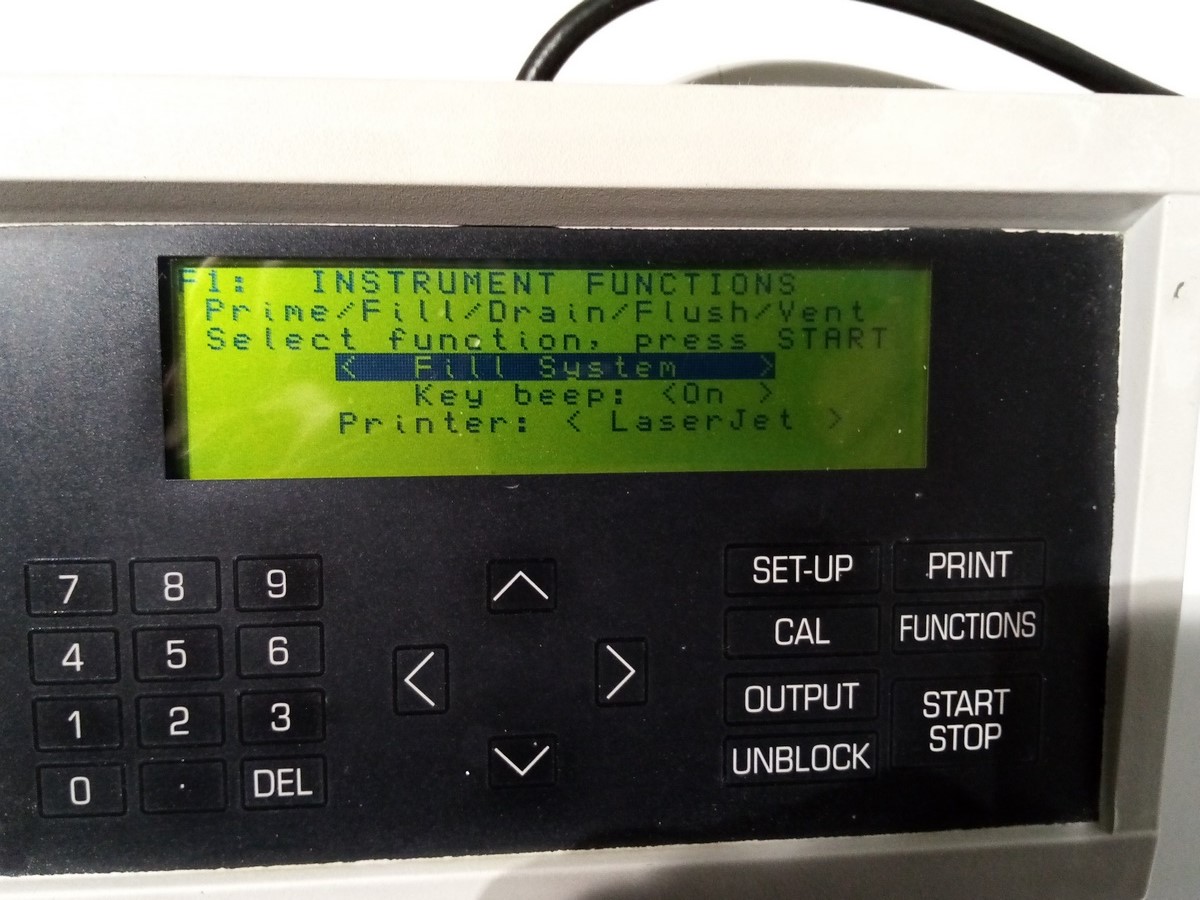 F1: INSTRUMENT FUNCTIONS
Prime/Fill/Drain/Flush/Vent
Select function, press START
< Fill System >
Key beep: <On >
Printer: < LaserJet >
7 8 9
4 5 6
1 2 3
0 . DEL
SET-UP PRINT
CAL FUNCTIONS
OUTPUT START
STOP
UNBLOCK